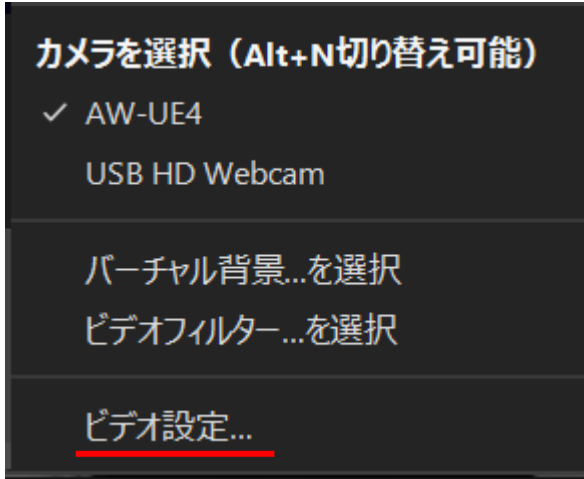 カメラを選択（Alt+N切り替え可能）
✓ AW-UE4
USB HD Webcam
バーチャル背景...を選択
ビデオフィルター...を選択
ビデオ設定...